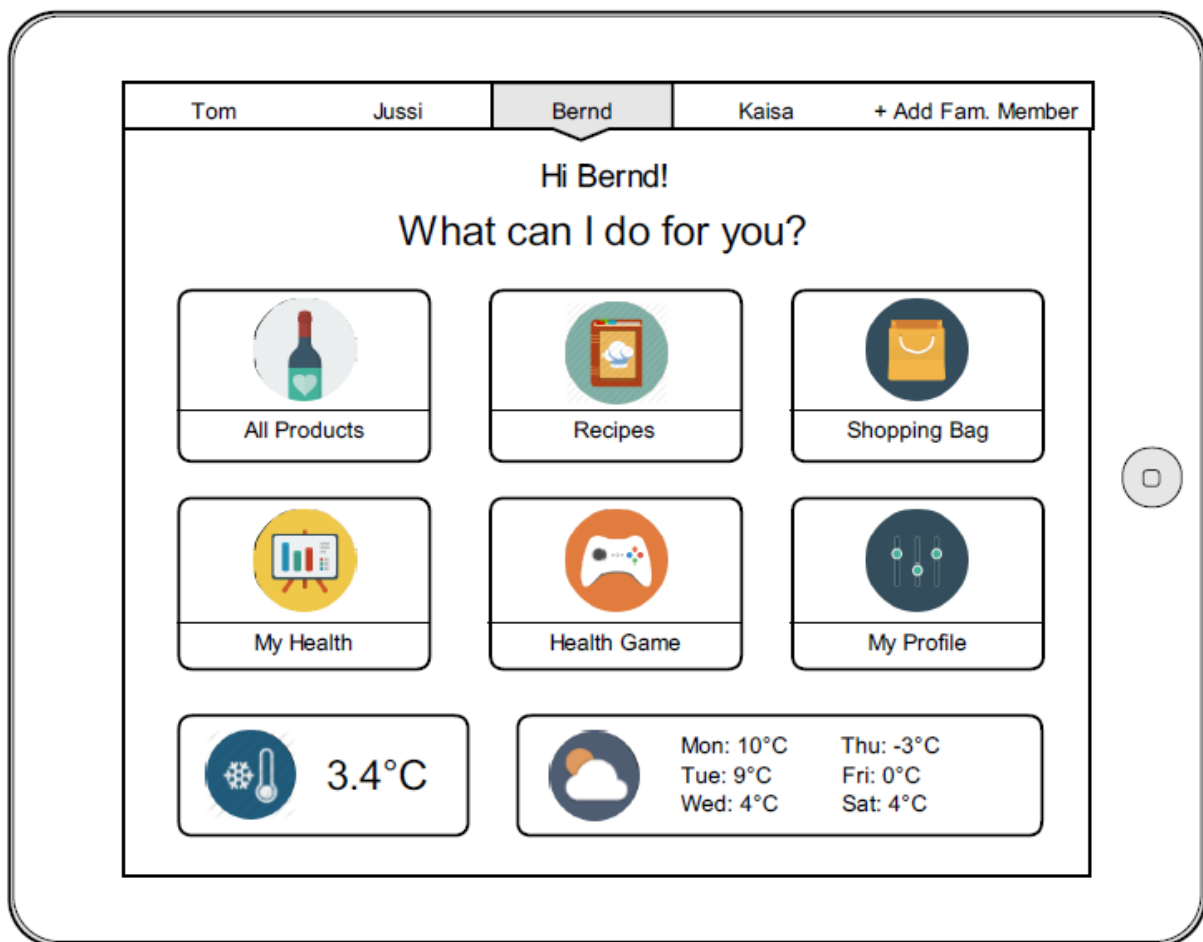 Tom Jussi Bernd Kaisa + Add Fam. Member
Hi Bernd!
What can I do for you?
All Products Recipes Shopping Bag
My Health Health Game My Profile
3.4°C
Mon: 10°C Thu: -3°C
Tue: 9°C Fri: 0°C
Wed: 4°C Sat: 4°C